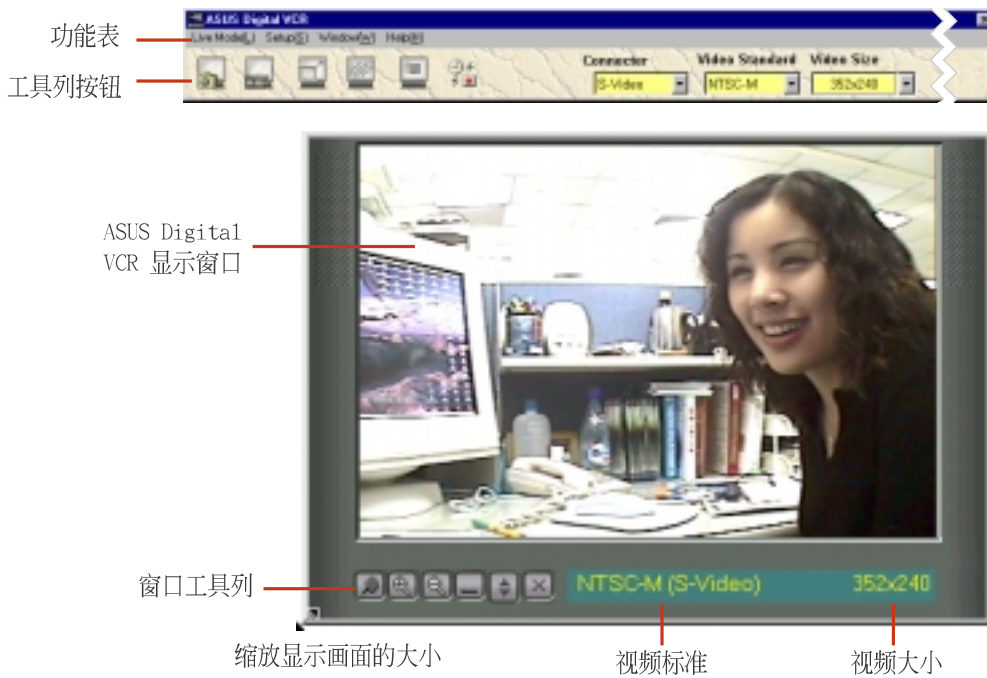 ASUS Digital VCR
Live Mode(L) Setup(S) Window(W) Help(H)
功能表
工具列按钮
Connector Video Standard Video Size
S-Video NTSC-M 352x240
ASUS Digital
VCR 显示窗口
窗口工具列
NTSC-M (S-Video) 352x240
缩放显示画面的大小
视频标准
视频大小